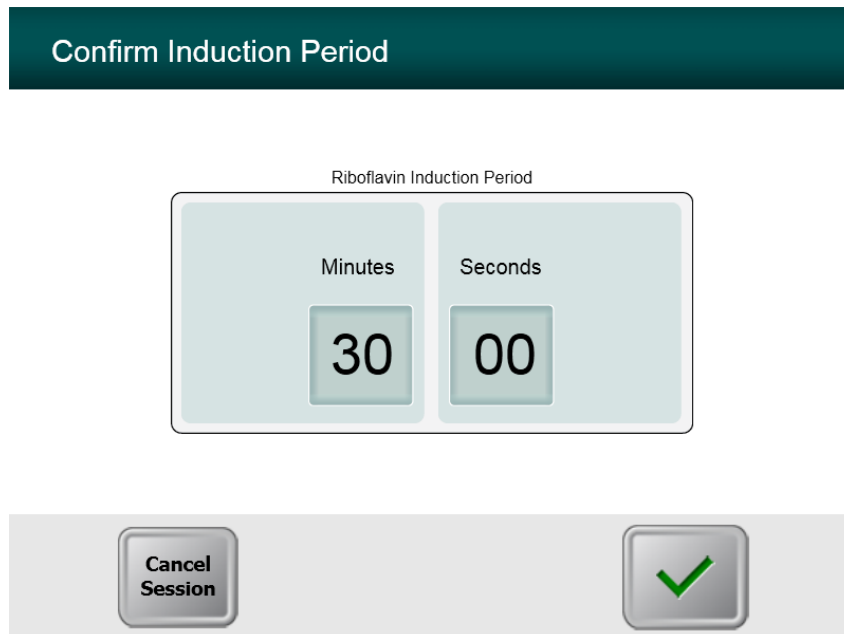 Confirm Induction Period
Riboflavin Induction Period
Minutes Seconds
30 00
Cancel
Session